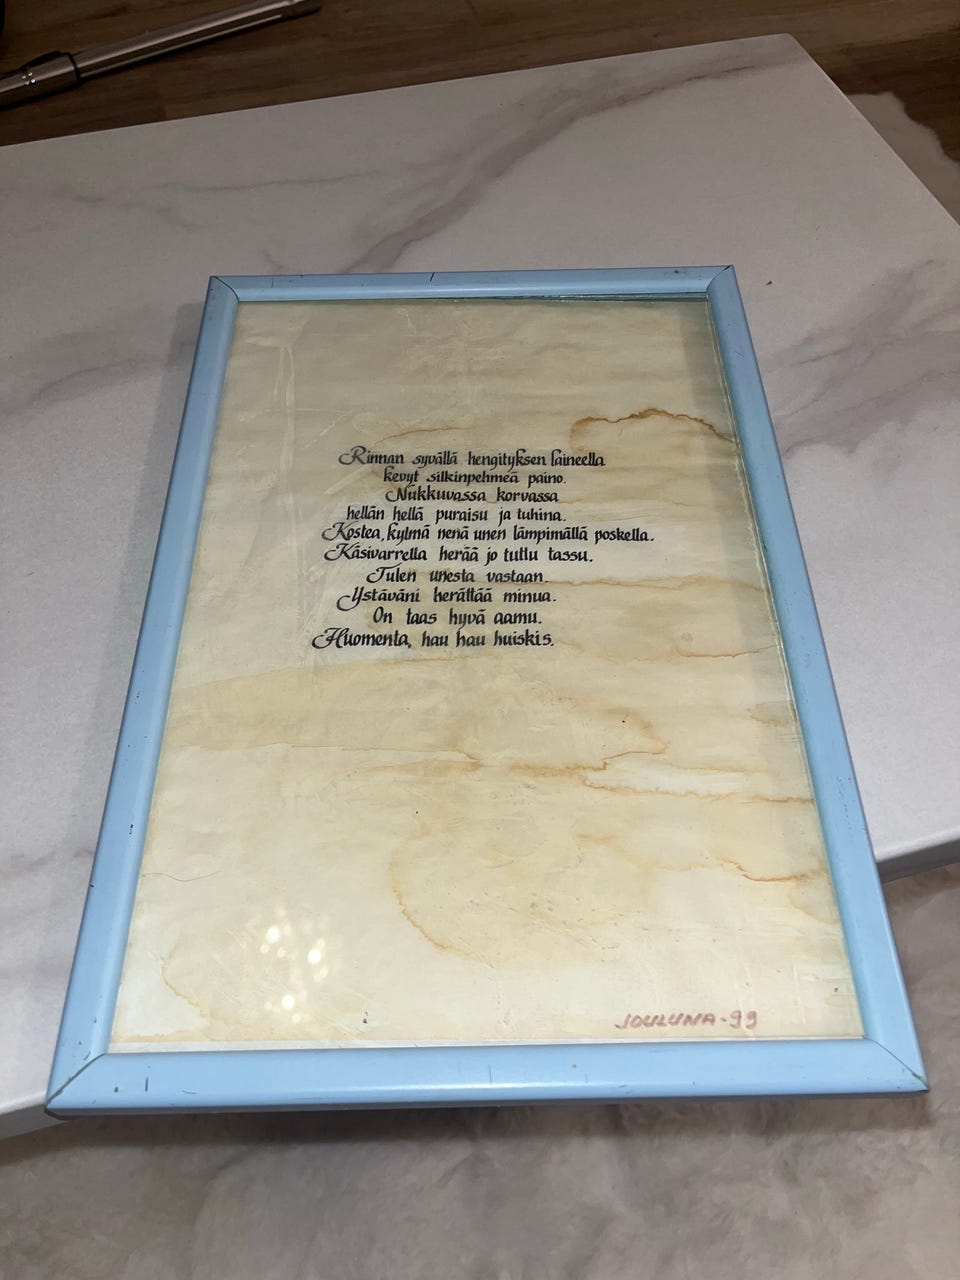 Rinnan syvällä hengityksen laineella
kevyt silkinpehmeä paino.
Nukkuvassa korvassa
hellän hellä puraisu ja tuhina.
Kostea, kylmä nenä unen lämpimällä poskella.
Käsivarrella herää jo tuttu tassu.
Tulen unesta vastaan.
Ystäväni herättää minua.
On taas hyvä aamu.
Huomenta, hau hau huiskis.
JOULUNA-99